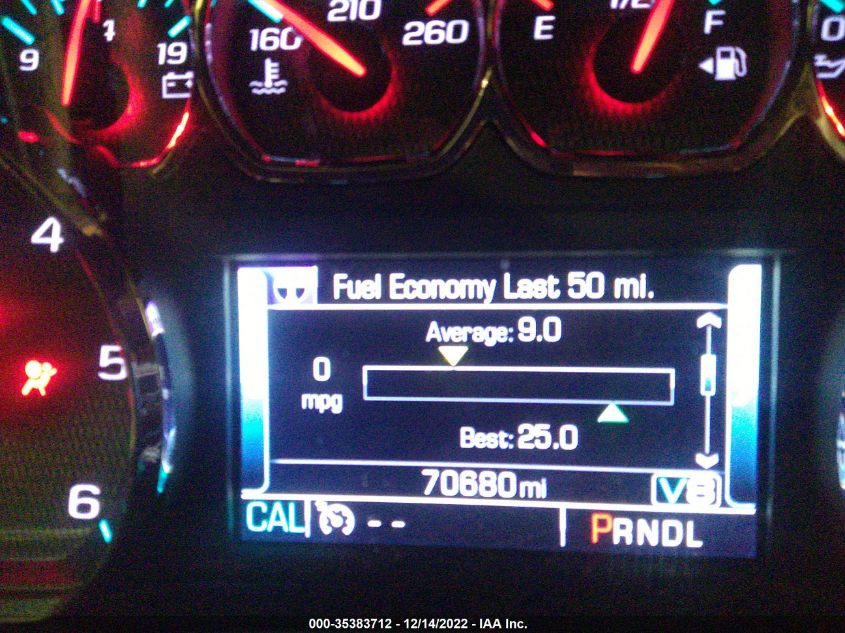 9 19
160 210 260
E 1/2 F
0
4
5
6
Fuel Economy Last 50 mi.
Average: 9.0
0
mpg
Best: 25.0
70680 mi V8
CAL -- PRNDL
000-35383712 - 12/14/2022 - IAA Inc.